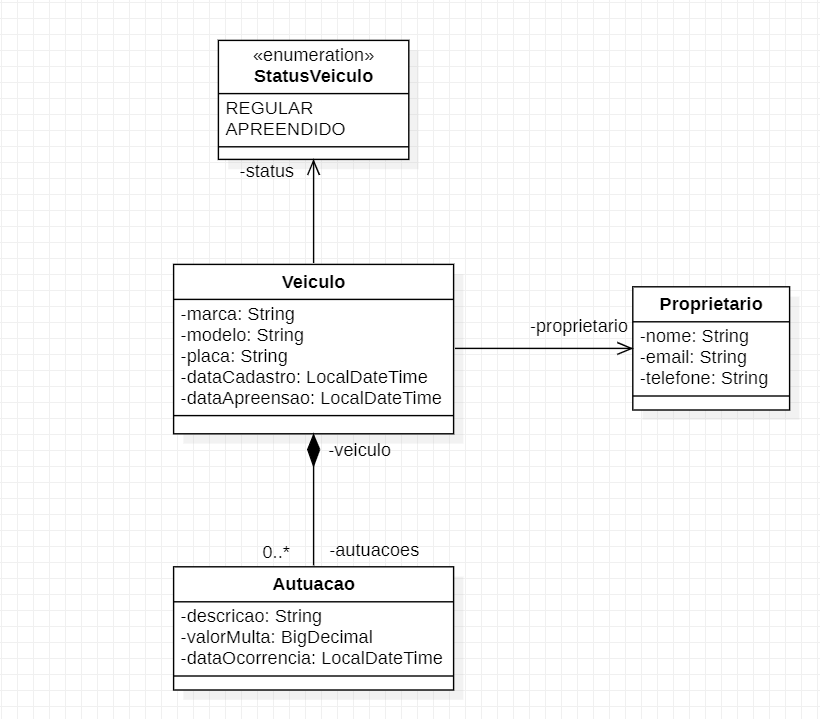 «enumeration»
StatusVeiculo
REGULAR
APREENDIDO
-status
Veiculo
-marca: String
-modelo: String
-placa: String
-dataCadastro: LocalDateTime
-dataApreensao: LocalDateTime
-proprietario
Proprietario
-nome: String
-email: String
-telefone: String
-veiculo
0..*
-autuacoes
Autuacao
-descricao: String
-valorMulta: BigDecimal
-dataOcorrencia: LocalDateTime